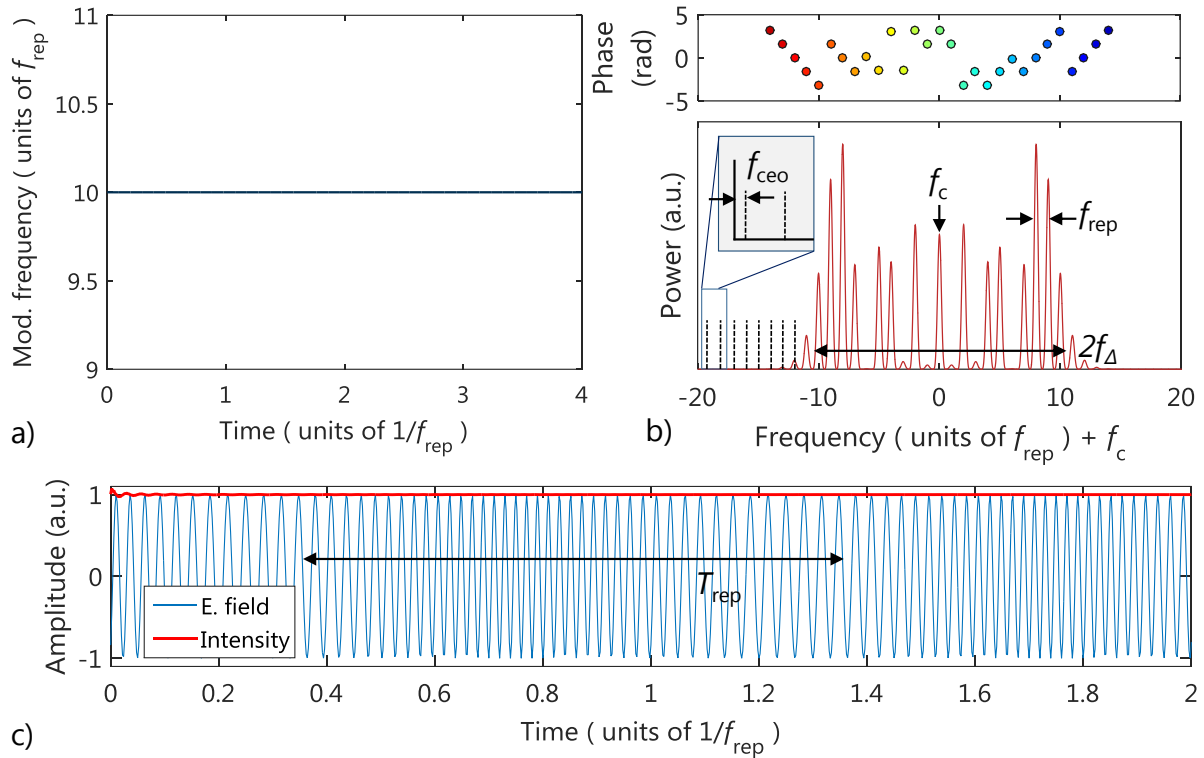 11
10.5
10
9.5
9
Mod. frequency ( units of f_rep )
0 1 2 3 4
Time ( units of 1/f_rep )
a)
Phase
(rad)
5
0
-5
Power (a.u.)
f_ceo
f_c
f_rep
2f_Δ
-20 -10 0 10 20
Frequency ( units of f_rep ) + f_c
b)
Amplitude (a.u.)
1
0
-1
T_rep
E. field
Intensity
0 0.2 0.4 0.6 0.8 1 1.2 1.4 1.6 1.8 2
Time ( units of 1/f_rep )
c)